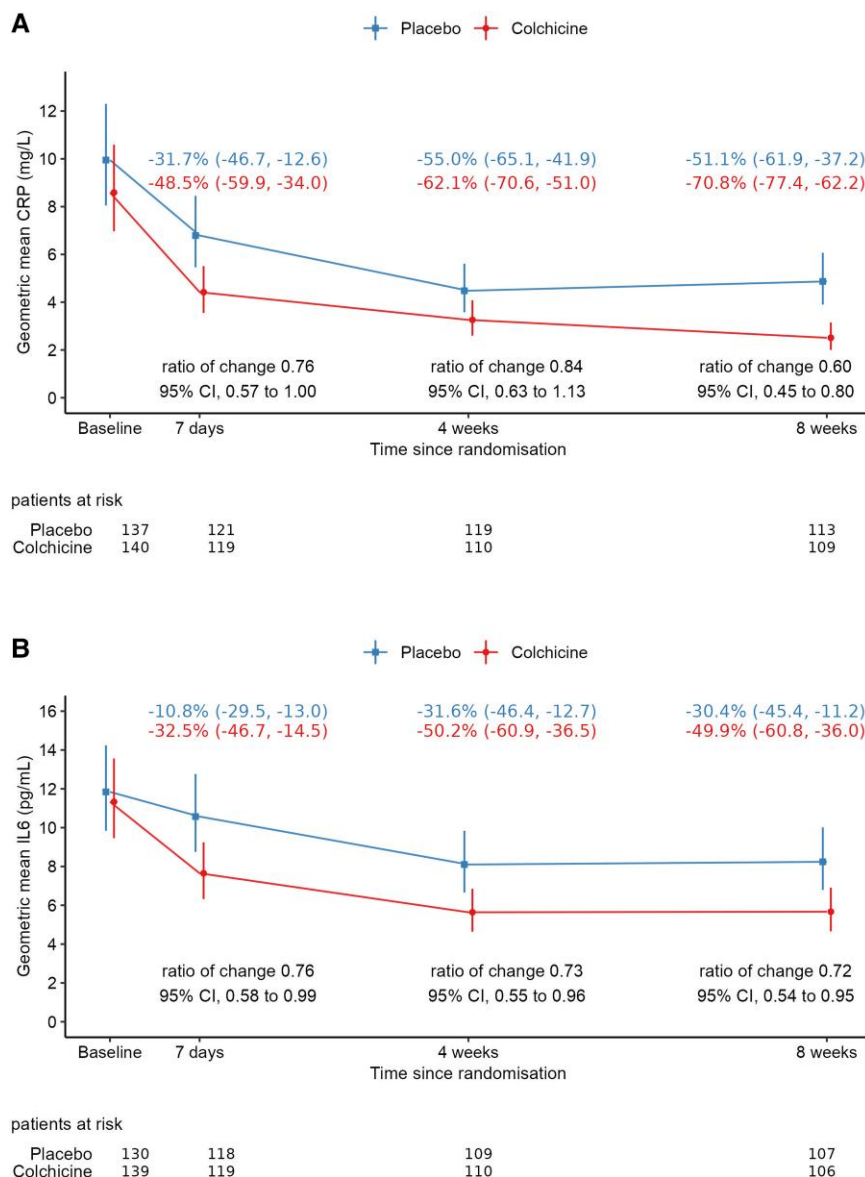 A
Placebo Colchicine
Geometric mean CRP (mg/L)
12
10
8
6
4
2
0
-31.7% (-46.7, -12.6) -55.0% (-65.1, -41.9) -51.1% (-61.9, -37.2)
-48.5% (-59.9, -34.0) -62.1% (-70.6, -51.0) -70.8% (-77.4, -62.2)
ratio of change 0.76 ratio of change 0.84 ratio of change 0.60
95% CI, 0.57 to 1.00 95% CI, 0.63 to 1.13 95% CI, 0.45 to 0.80
Baseline 7 days 4 weeks 8 weeks
Time since randomisation
patients at risk
Placebo 137 121 119 113
Colchicine 140 119 110 109
B
Placebo Colchicine
Geometric mean IL6 (pg/mL)
16
14
12
10
8
6
4
2
0
-10.8% (-29.5, -13.0) -31.6% (-46.4, -12.7) -30.4% (-45.4, -11.2)
-32.5% (-46.7, -14.5) -50.2% (-60.9, -36.5) -49.9% (-60.8, -36.0)
ratio of change 0.76 ratio of change 0.73 ratio of change 0.72
95% CI, 0.58 to 0.99 95% CI, 0.55 to 0.96 95% CI, 0.54 to 0.95
Baseline 7 days 4 weeks 8 weeks
Time since randomisation
patients at risk
Placebo 130 118 109 107
Colchicine 139 119 110 106